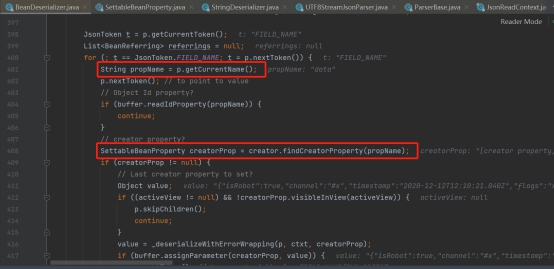 BeanDeserializer.java × SettableBeanProperty.java × StringDeserializer.java × UTF8StreamJsonParser.java × ParserBase.java × JsonReadContext.java
Reader Mode
397
398 JsonToken t = p.getCurrentToken(); t: "FIELD_NAME"
399 List<BeanReferring> referrings = null; referrings: null
400 for (; t == JsonToken.FIELD_NAME; t = p.nextToken()) { t: "FIELD_NAME"
401 String propName = p.getCurrentName(); propName: "data"
402 p.nextToken(); // to point to value
403 // Object Id property?
404 if (buffer.readIdProperty(propName)) {
405 continue;
406 }
407 // creator property?
408 SettableBeanProperty creatorProp = creator.findCreatorProperty(propName); creatorProp: "[creator property,
409 if (creatorProp != null) {
410 // Last creator property to set?
411 Object value; value: "{"isRobot":true,"channel":"#x","timestamp":"2020-12-12T12:10:21.040Z","flags":"
412 if ((activeView != null) && !creatorProp.visibleInView(activeView)) { activeView: null
413 p.skipChildren();
414 continue;
415 }
416 value = _deserializeWithErrorWrapping(p, ctxt, creatorProp);
417 if (buffer.assignParameter(creatorProp, value)) { value: "{"isRobot":true,"channel":"#x","timestamp"